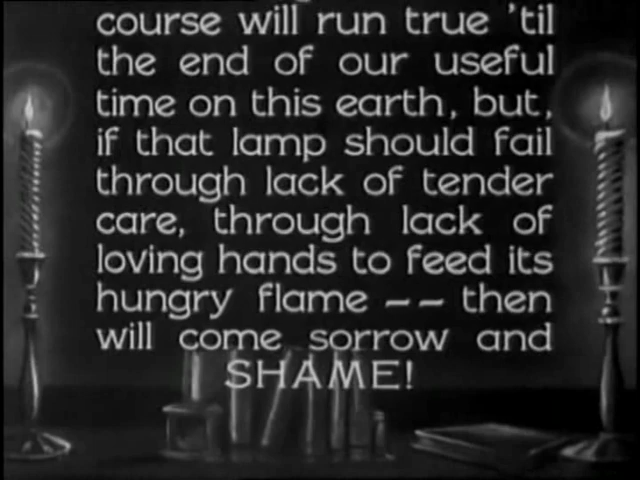 course will run true 'til
the end of our useful
time on this earth, but,
if that lamp should fail
through lack of tender
care, through lack of
loving hands to feed its
hungry flame -- then
will come sorrow and
SHAME!